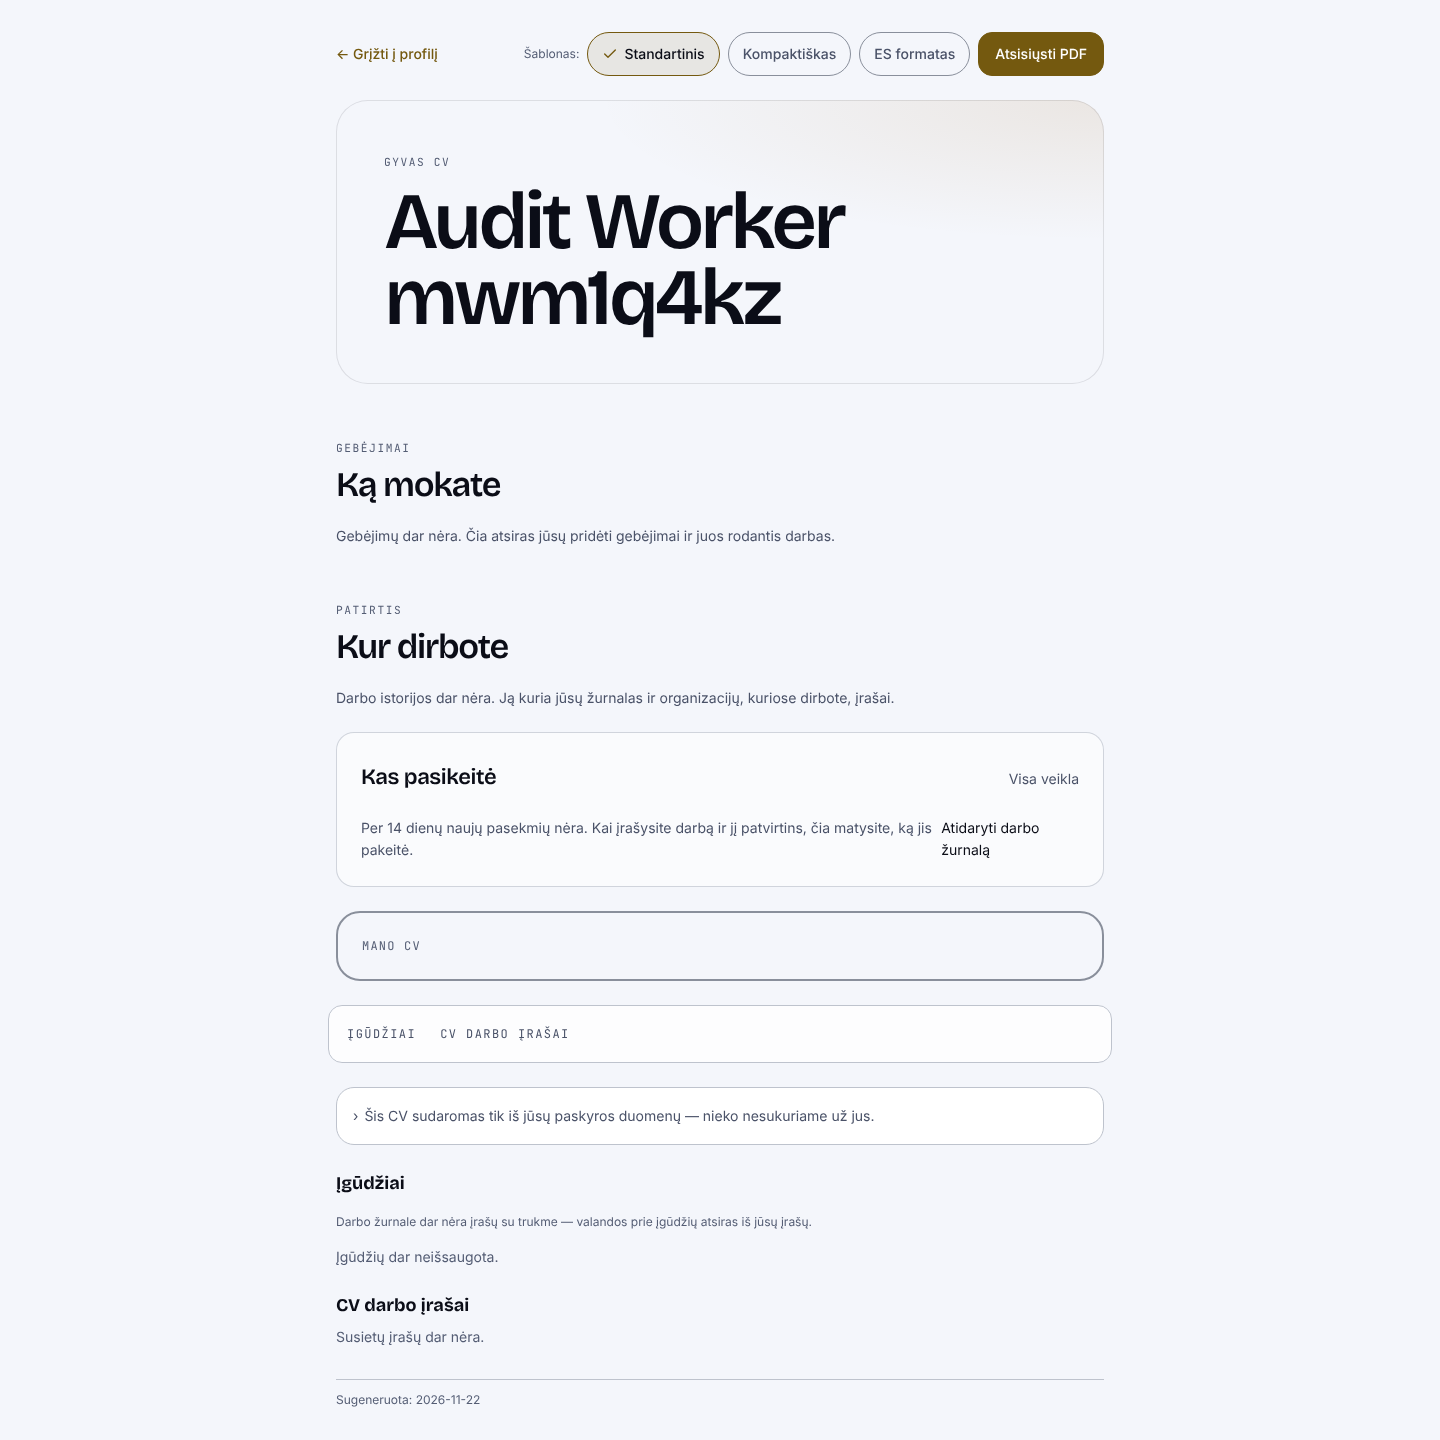 ← Grįžti į profilį
Šablonas:
Standartinis
Kompaktiškas
ES formatas
Atsisiųsti PDF
GYVAS CV
Audit Worker
mwm1q4kz
GEBĖJIMAI
Ką mokate
Gebėjimų dar nėra. Čia atsiras jūsų pridėti gebėjimai ir juos rodantis darbas.
PATIRTIS
Kur dirbote
Darbo istorijos dar nėra. Ją kuria jūsų žurnalas ir organizacijų, kuriose dirbote, įrašai.
Kas pasikeitė
Visa veikla
Per 14 dienų naujų pasekmių nėra. Kai įrašysite darbą ir jį patvirtins, čia matysite, ką jis
pakeitė.
Atidaryti darbo
žurnalą
MANO CV
ĮGŪDŽIAI
CV DARBO ĮRAŠAI
› Šis CV sudaromas tik iš jūsų paskyros duomenų — nieko nesukuriame už jus.
Įgūdžiai
Darbo žurnale dar nėra įrašų su trukme — valandos prie įgūdžių atsiras iš jūsų įrašų.
Įgūdžių dar neišsaugota.
CV darbo įrašai
Susietų įrašų dar nėra.
Sugeneruota: 2026-11-22